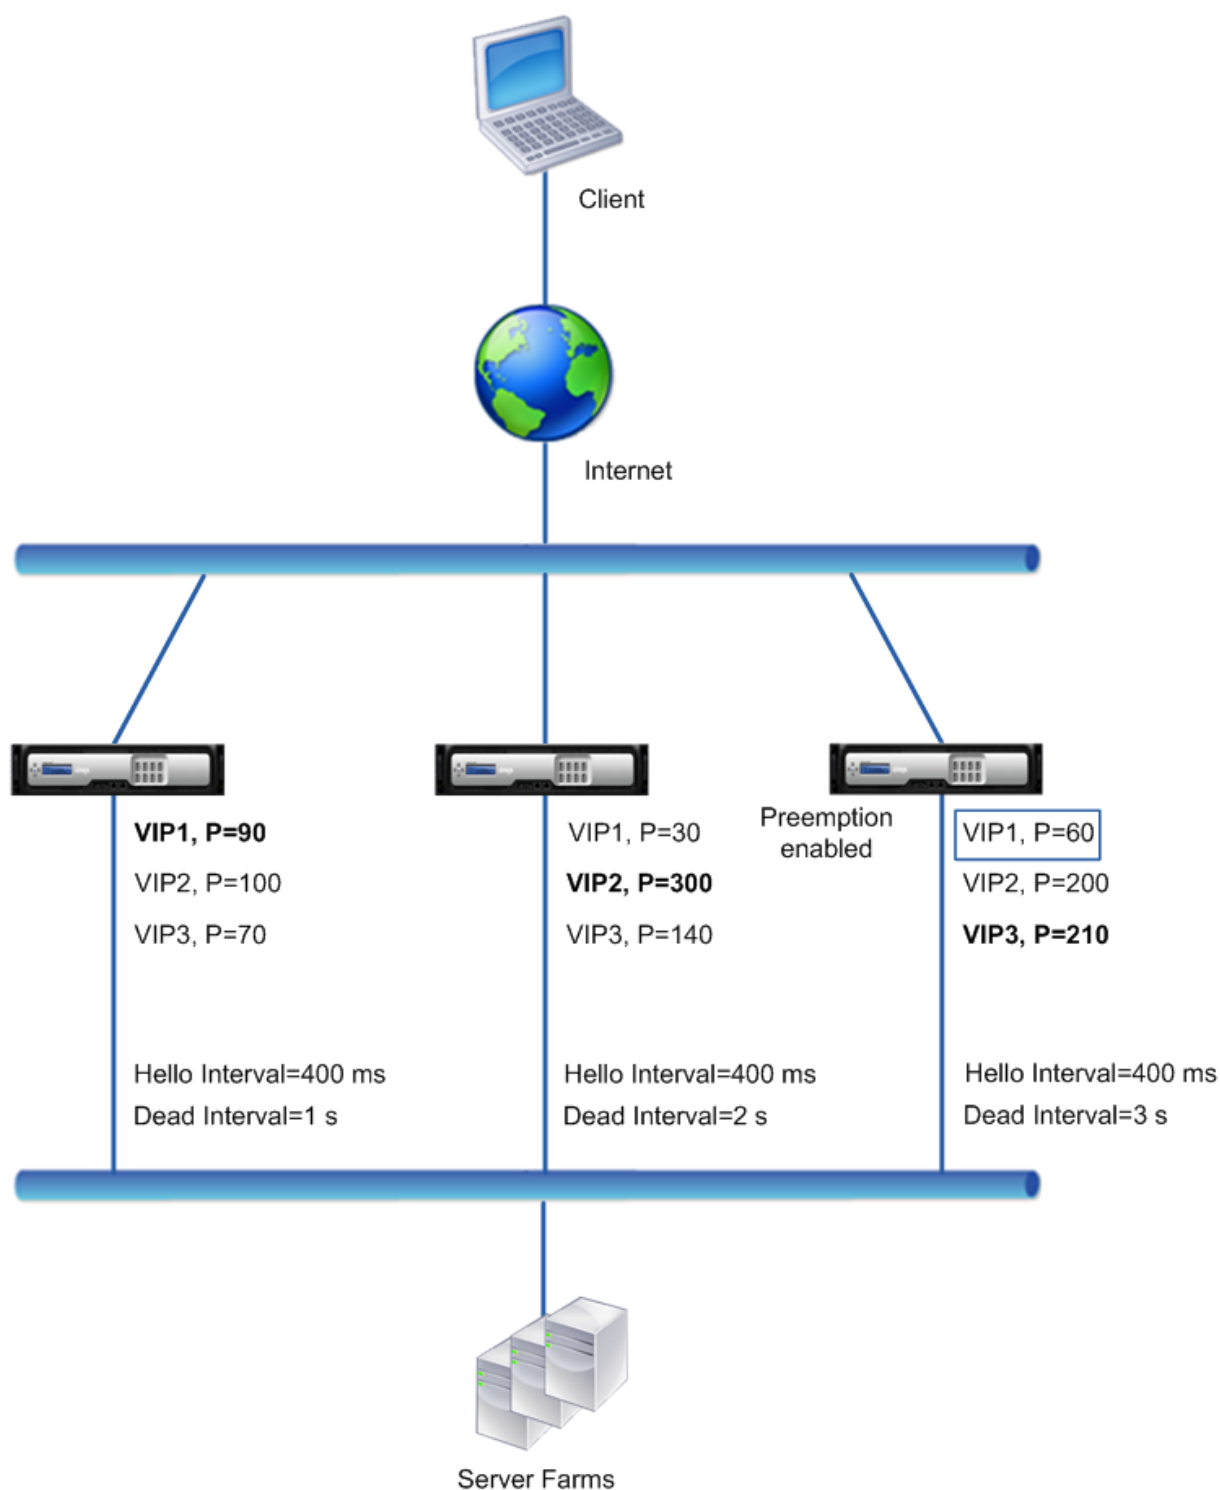 Client
Internet
VIP1, P=90
VIP2, P=100
VIP3, P=70
Hello Interval=400 ms
Dead Interval=1 s
VIP1, P=30
VIP2, P=300
VIP3, P=140
Hello Interval=400 ms
Dead Interval=2 s
Preemption
enabled
VIP1, P=60
VIP2, P=200
VIP3, P=210
Hello Interval=400 ms
Dead Interval=3 s
Server Farms